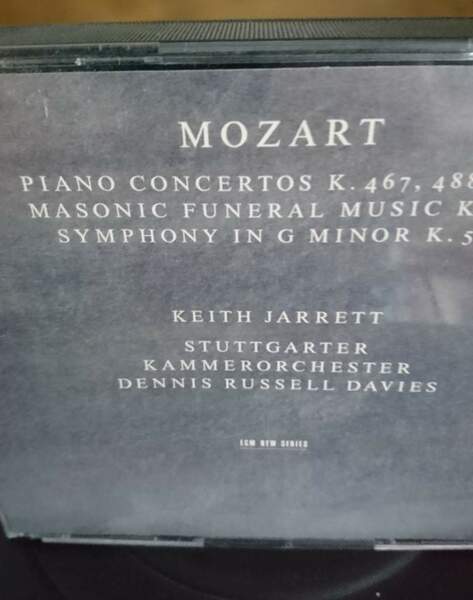 MOZART
PIANO CONCERTOS K. 467, 488
MASONIC FUNERAL MUSIC K
SYMPHONY IN G MINOR K. 5
KEITH JARRETT
STUTTGARTER
KAMMERORCHESTER
DENNIS RUSSELL DAVIES
ECM NEW SERIES